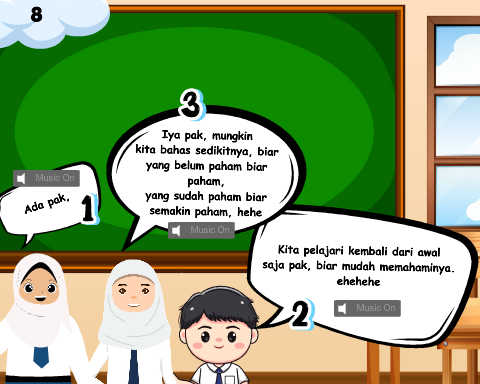 8
3
Iya pak, mungkin
kita bahas sedikitnya, biar
yang belum paham biar
paham,
yang sudah paham biar
semakin paham, hehe
Music On
Music On
Ada pak,
1
Kita pelajari kembali dari awal
saja pak, biar mudah memahaminya.
ehehehe
2
Music On